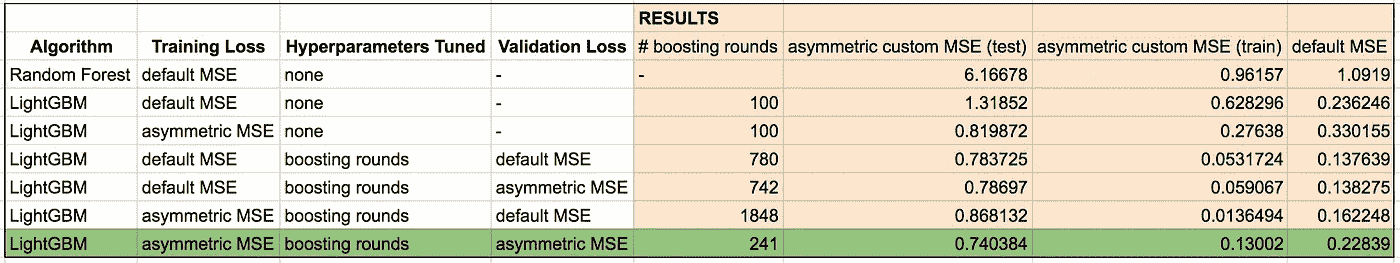 RESULTS
Algorithm Training Loss Hyperparameters Tuned Validation Loss # boosting rounds asymmetric custom MSE (test) asymmetric custom MSE (train) default MSE
Random Forest default MSE none - - 6.16678 0.96157 1.0919
LightGBM default MSE none - 100 1.31852 0.628296 0.236246
LightGBM asymmetric MSE none - 100 0.819872 0.27638 0.330155
LightGBM default MSE boosting rounds default MSE 780 0.783725 0.0531724 0.137639
LightGBM default MSE boosting rounds asymmetric MSE 742 0.78697 0.059067 0.138275
LightGBM asymmetric MSE boosting rounds default MSE 1848 0.868132 0.0136494 0.162248
LightGBM asymmetric MSE boosting rounds asymmetric MSE 241 0.740384 0.13002 0.22839